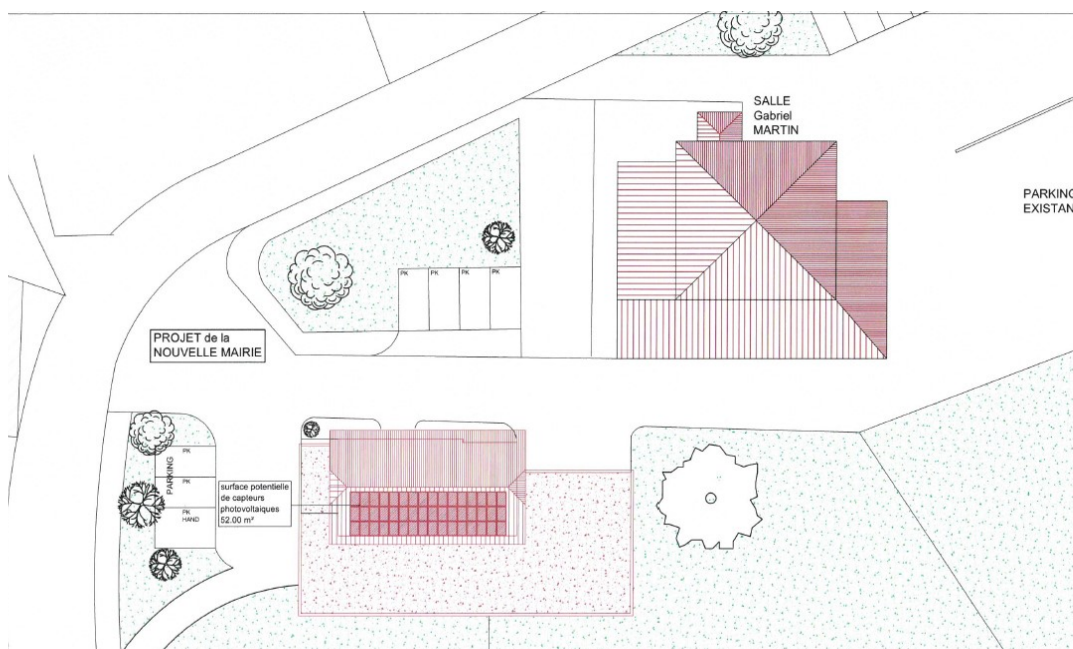 SALLE
Gabriel
MARTIN
PARKING
EXISTAN
PK
PK
PK
PK
PROJET de la
NOUVELLE MAIRIE
PARKING
PK
PK
PK
HAND
surface potentielle
de capteurs
photovoltaiques
52.00 m²